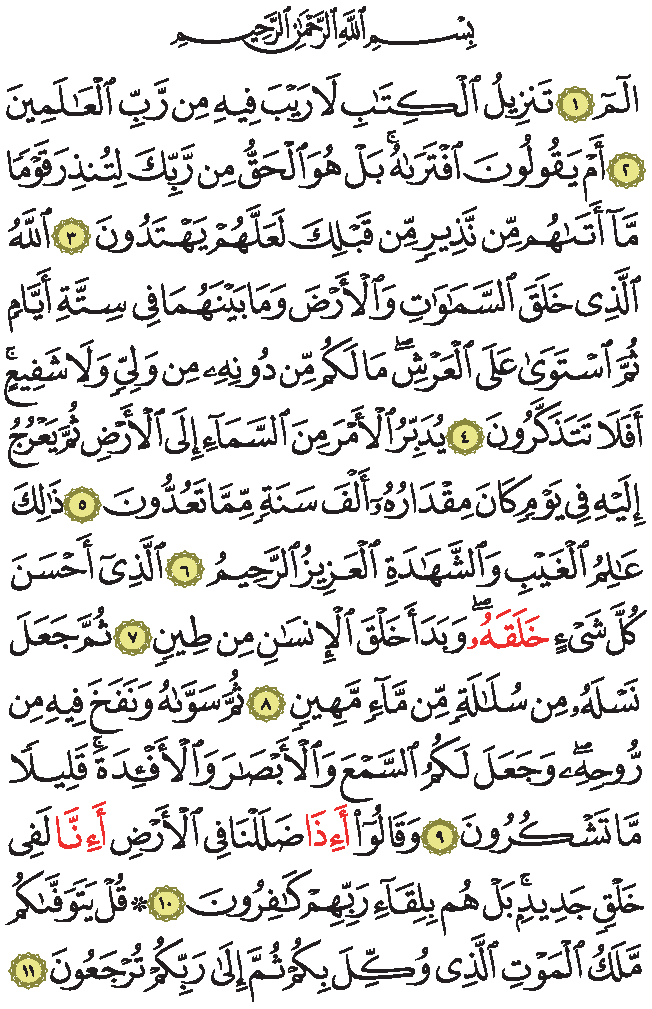 بِسْمِ ٱللَّهِ ٱلرَّحْمَٰنِ ٱلرَّحِيمِ
الٓمٓ ١ تَنزِيلُ ٱلْكِتَٰبِ لَا رَيْبَ فِيهِ مِن رَّبِّ ٱلْعَٰلَمِينَ
٢ أَمْ يَقُولُونَ ٱفْتَرَىٰهُۚ بَلْ هُوَ ٱلْحَقُّ مِن رَّبِّكَ لِتُنذِرَ قَوْمًا
مَّآ أَتَىٰهُم مِّن نَّذِيرٍ مِّن قَبْلِكَ لَعَلَّهُمْ يَهْتَدُونَ ٣ ٱللَّهُ
ٱلَّذِى خَلَقَ ٱلسَّمَٰوَٰتِ وَٱلْأَرْضَ وَمَا بَيْنَهُمَا فِى سِتَّةِ أَيَّامٍ
ثُمَّ ٱسْتَوَىٰ عَلَى ٱلْعَرْشِۖ مَا لَكُم مِّن دُونِهِۦ مِن وَلِىٍّ وَلَا شَفِيعٍۚ
أَفَلَا تَتَذَكَّرُونَ ٤ يُدَبِّرُ ٱلْأَمْرَ مِنَ ٱلسَّمَآءِ إِلَى ٱلْأَرْضِ ثُمَّ يَعْرُجُ
إِلَيْهِ فِى يَوْمٍ كَانَ مِقْدَارُهُۥٓ أَلْفَ سَنَةٍ مِّمَّا تَعُدُّونَ ٥ ذَٰلِكَ
عَٰلِمُ ٱلْغَيْبِ وَٱلشَّهَٰدَةِ ٱلْعَزِيزُ ٱلرَّحِيمُ ٦ ٱلَّذِىٓ أَحْسَنَ
كُلَّ شَىْءٍ خَلَقَهُۥۖ وَبَدَأَ خَلْقَ ٱلْإِنسَٰنِ مِن طِينٍ ٧ ثُمَّ جَعَلَ
نَسْلَهُۥ مِن سُلَٰلَةٍ مِّن مَّآءٍ مَّهِينٍ ٨ ثُمَّ سَوَّىٰهُ وَنَفَخَ فِيهِ مِن
رُّوحِهِۦۖ وَجَعَلَ لَكُمُ ٱلسَّمْعَ وَٱلْأَبْصَٰرَ وَٱلْأَفْـِٔدَةَۚ قَلِيلًا
مَّا تَشْكُرُونَ ٩ وَقَالُوٓا۟ أَءِذَا ضَلَلْنَا فِى ٱلْأَرْضِ أَءِنَّا لَفِى
خَلْقٍ جَدِيدٍۚ بَلْ هُم بِلِقَآءِ رَبِّهِمْ كَٰفِرُونَ ١٠ * قُلْ يَتَوَفَّىٰكُم
مَّلَكُ ٱلْمَوْتِ ٱلَّذِى وُكِّلَ بِكُمْ ثُمَّ إِلَىٰ رَبِّكُمْ تُرْجَعُونَ ١١